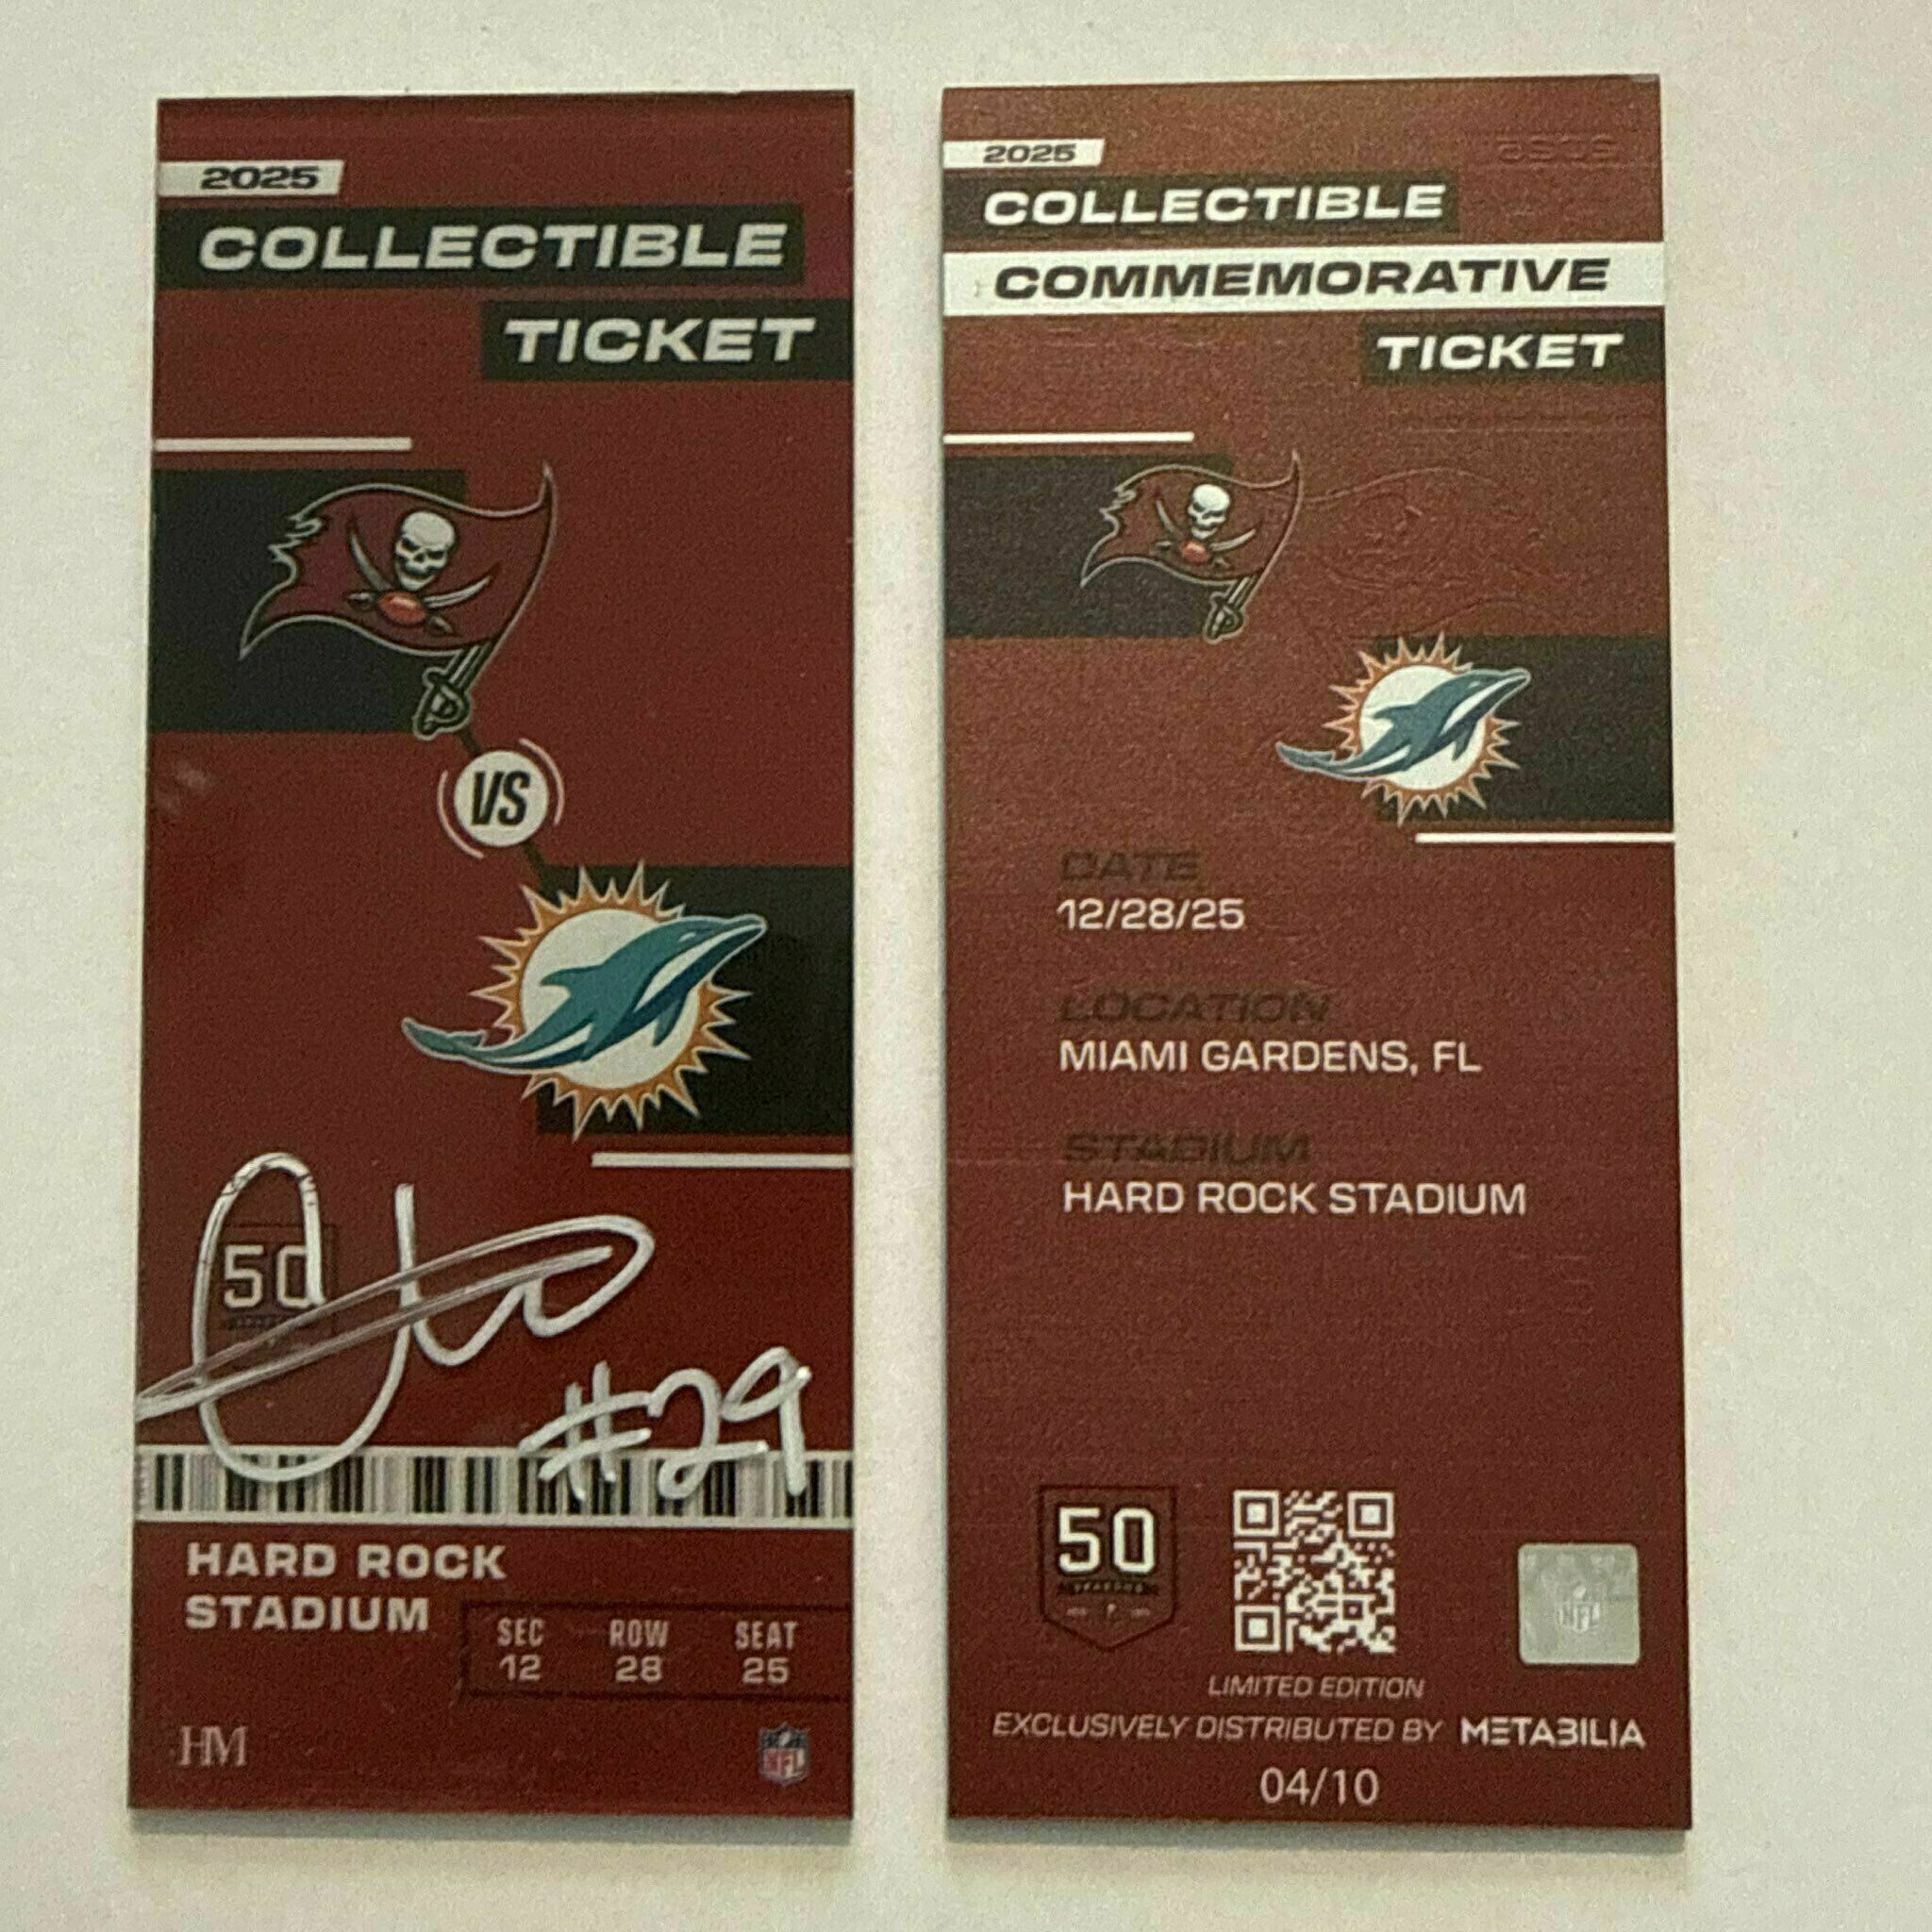 2025
COLLECTIBLE
TICKET
VS
50
#29
HARD ROCK
STADIUM
SEC ROW SEAT
12 28 25
HM
NFL
2025
COLLECTIBLE
COMMEMORATIVE
TICKET
DATE
12/28/25
LOCATION
MIAMI GARDENS, FL
STADIUM
HARD ROCK STADIUM
50
NFL
LIMITED EDITION
EXCLUSIVELY DISTRIBUTED BY METABILIA
04/10